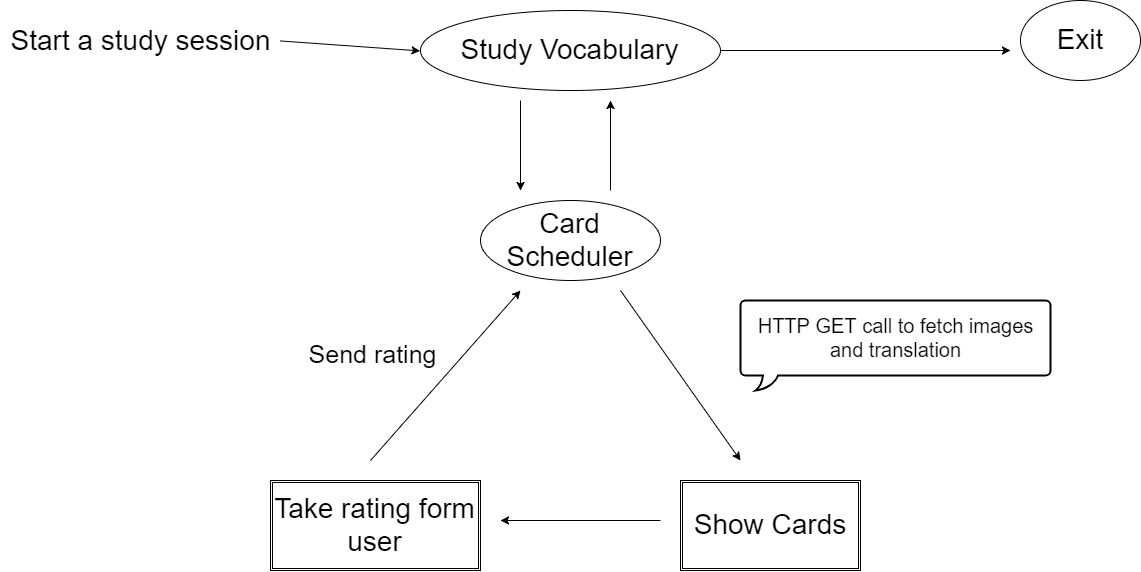 Start a study session
Study Vocabulary
Exit
Card
Scheduler
HTTP GET call to fetch images
and translation
Send rating
Take rating form
user
Show Cards